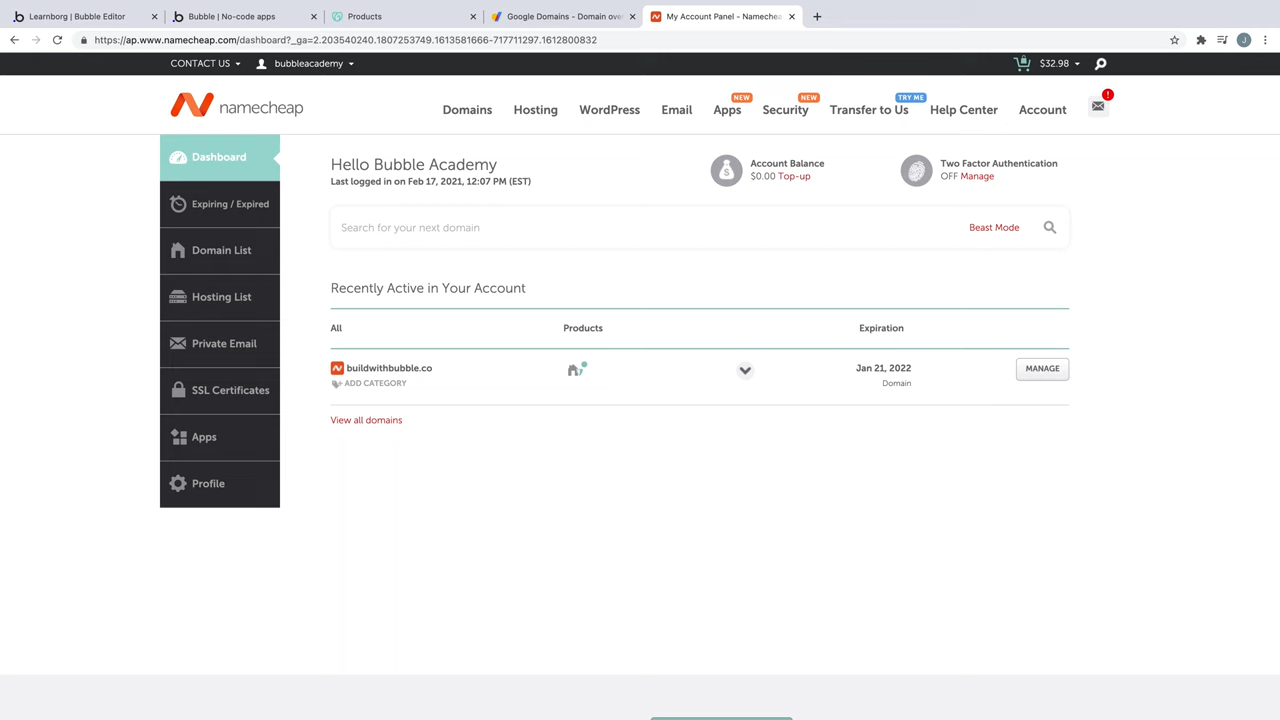 Learnborg | Bubble Editor
Bubble | No-code apps
Products
Google Domains - Domain over
My Account Panel - Namecheap
https://ap.www.namecheap.com/dashboard?_ga=2.203540240.1807253749.1613581666-717711297.1612800832
J
CONTACT US
bubbleacademy
$32.98
namecheap
Domains
Hosting
WordPress
Email
Apps
NEW
Security
NEW
Transfer to Us
TRY ME
Help Center
Account
!
Dashboard
Expiring / Expired
Domain List
Hosting List
Private Email
SSL Certificates
Apps
Profile
Hello Bubble Academy
Last logged in on Feb 17, 2021, 12:07 PM (EST)
Account Balance
$0.00 Top-up
Two Factor Authentication
OFF Manage
Search for your next domain
Beast Mode
Recently Active in Your Account
All Products Expiration
buildwithbubble.co
ADD CATEGORY
Jan 21, 2022
Domain
MANAGE
View all domains